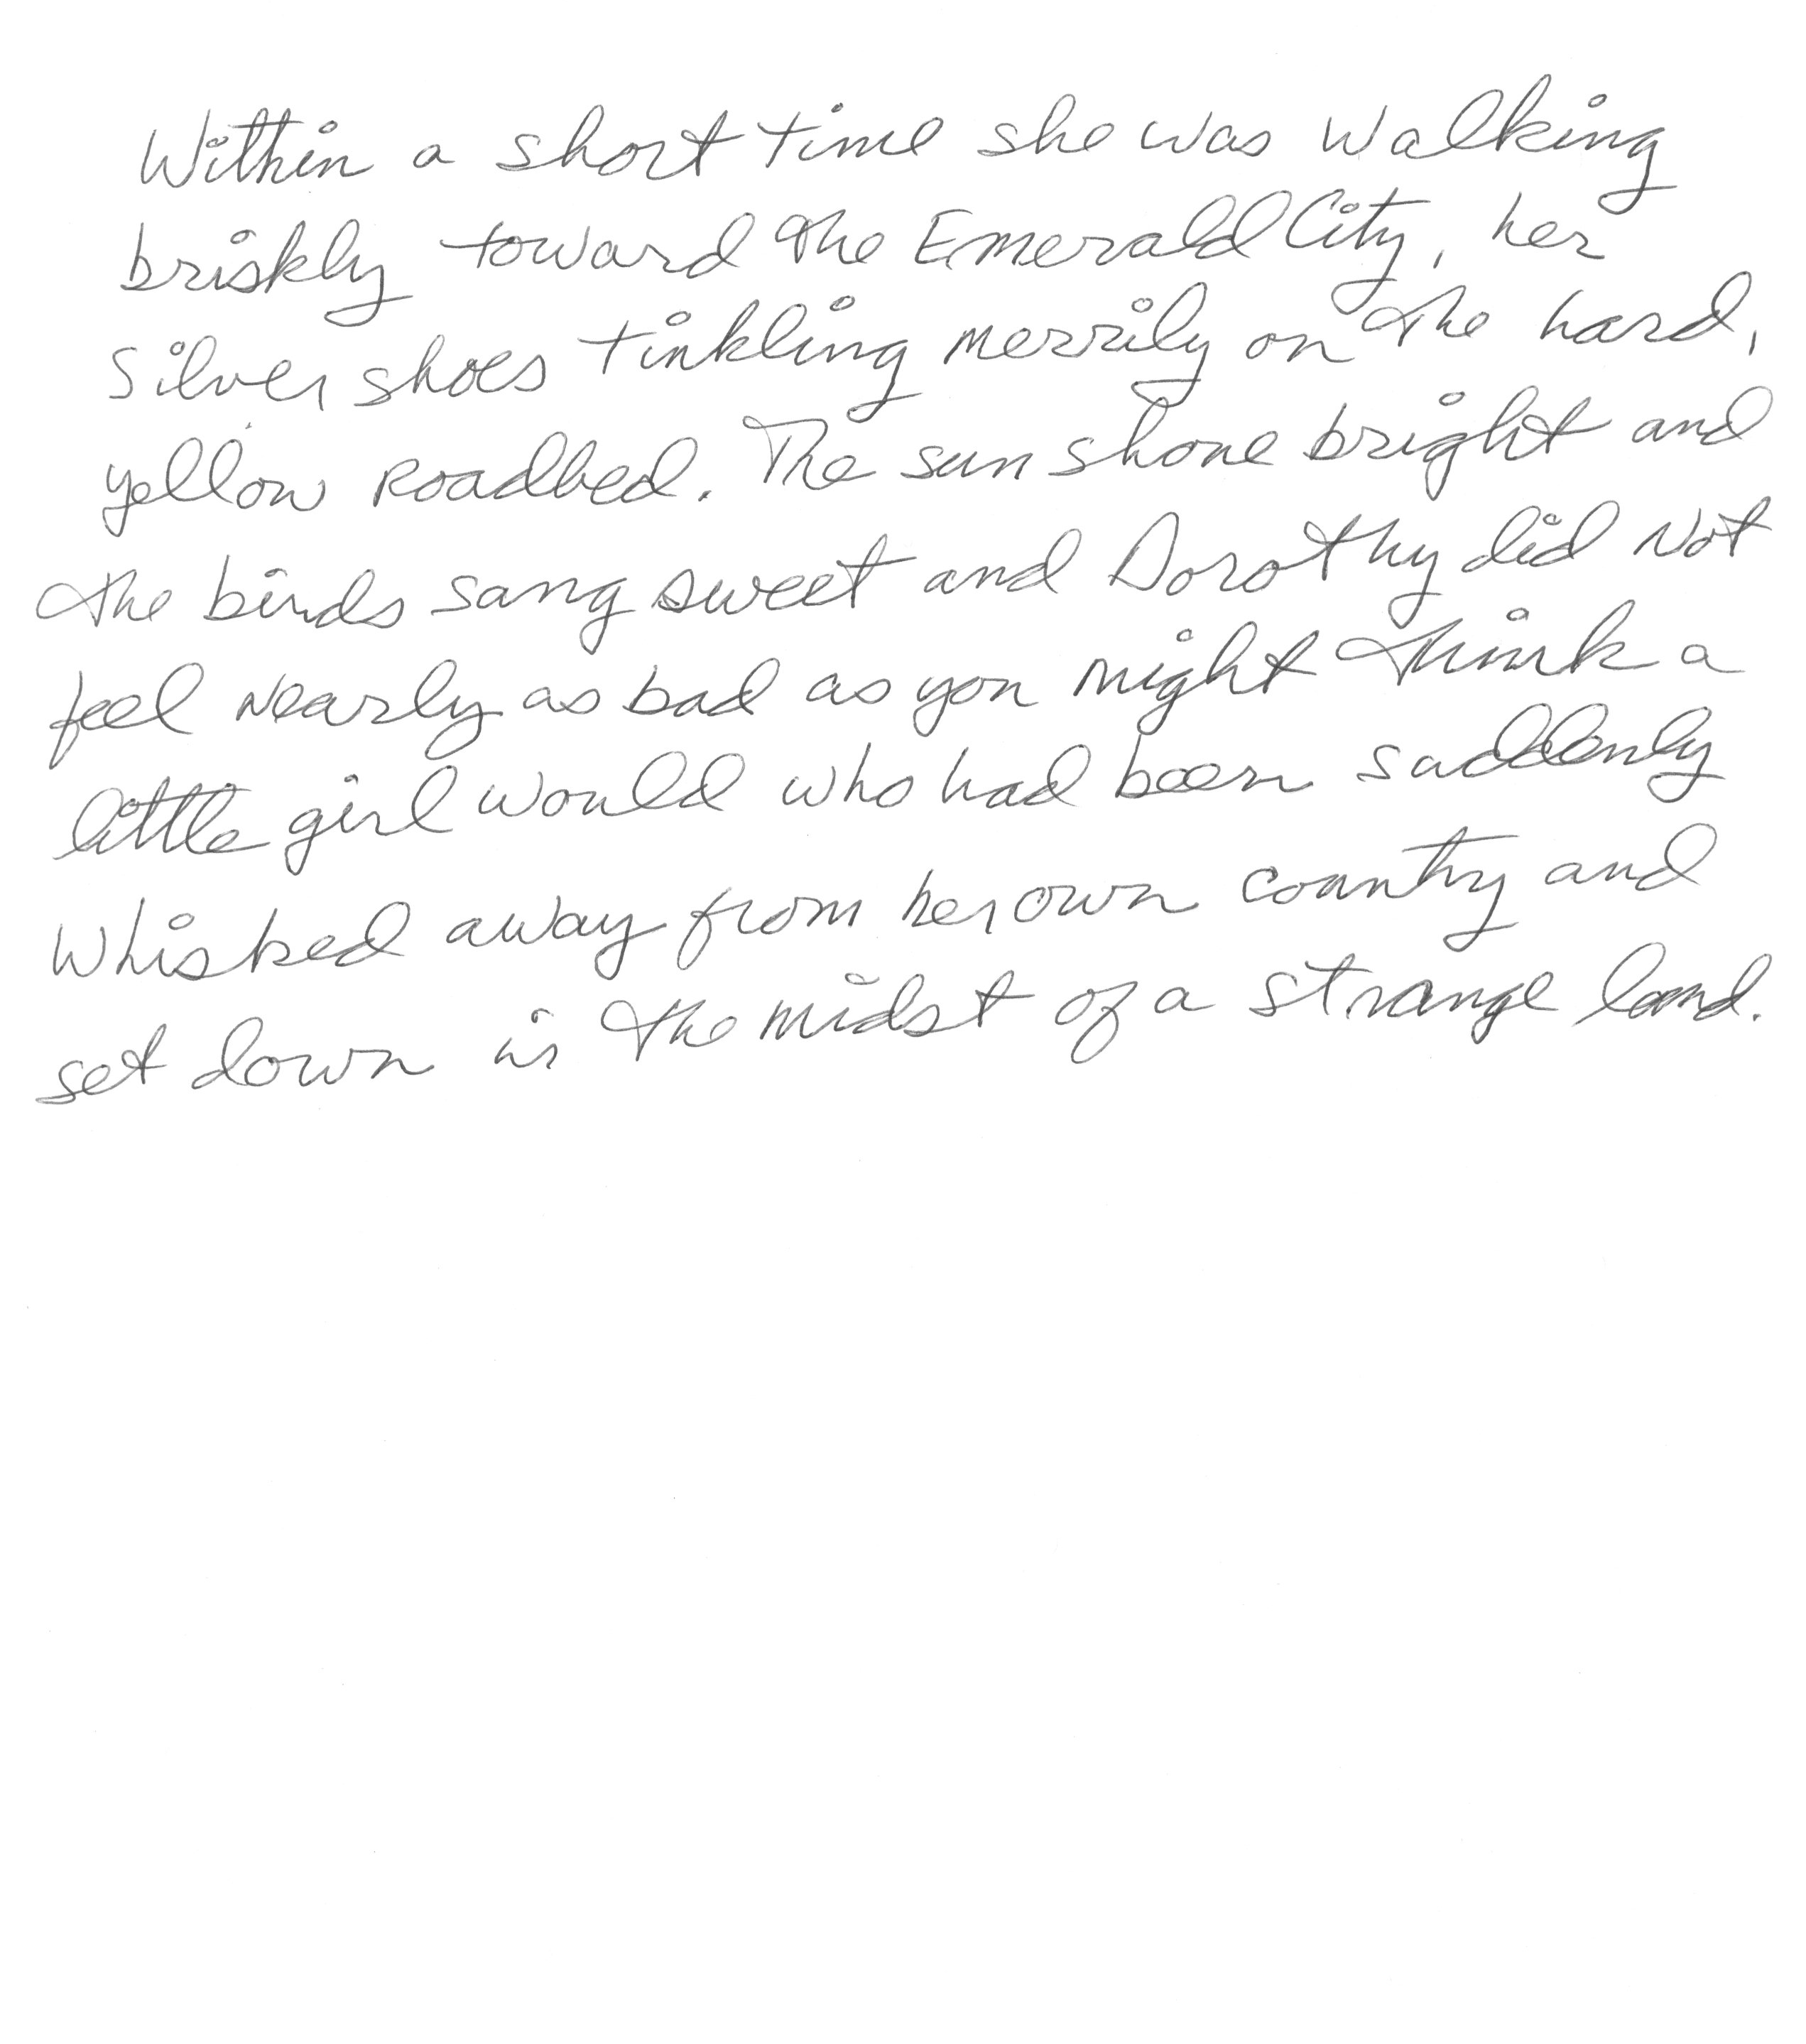 Within a short time she was walking
briskly toward the Emerald City, her
silver shoes tinkling merrily on the hard,
yellow roadbed. The sun shone bright and
the birds sang sweet and Dorothy did not
feel nearly as bad as you might think a
little girl would who had been suddenly
whisked away from her own country and
set down in the midst of a strange land.